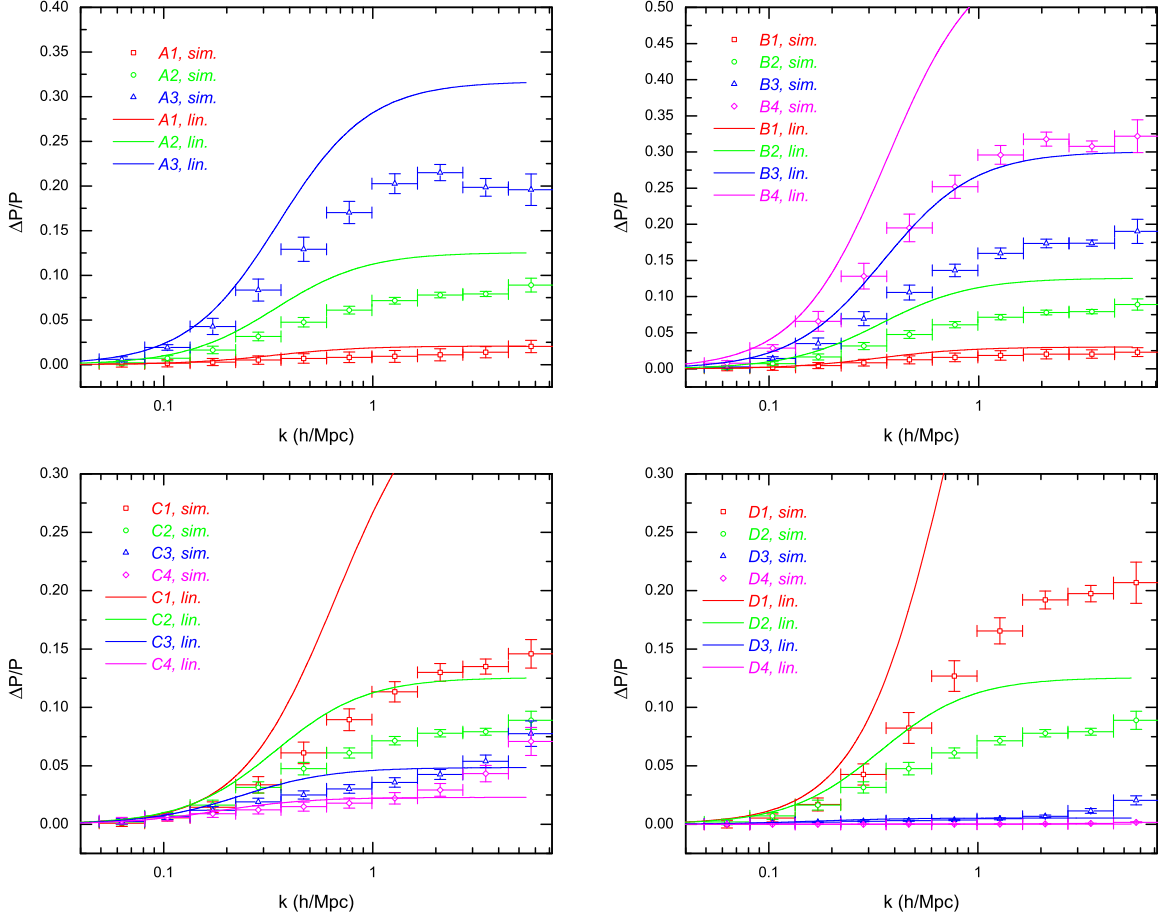 0.40
0.35
0.30
0.25
0.20
0.15
0.10
0.05
0.00
ΔP/P
A1, sim.
A2, sim.
A3, sim.
A1, lin.
A2, lin.
A3, lin.
0.1
1
k (h/Mpc)
0.50
0.45
0.40
0.35
0.30
0.25
0.20
0.15
0.10
0.05
0.00
ΔP/P
B1, sim.
B2, sim.
B3, sim.
B4, sim.
B1, lin.
B2, lin.
B3, lin.
B4, lin.
0.1
1
k (h/Mpc)
0.30
0.25
0.20
0.15
0.10
0.05
0.00
ΔP/P
C1, sim.
C2, sim.
C3, sim.
C4, sim.
C1, lin.
C2, lin.
C3, lin.
C4, lin.
0.1
1
k (h/Mpc)
0.30
0.25
0.20
0.15
0.10
0.05
0.00
ΔP/P
D1, sim.
D2, sim.
D3, sim.
D4, sim.
D1, lin.
D2, lin.
D3, lin.
D4, lin.
0.1
1
k (h/Mpc)